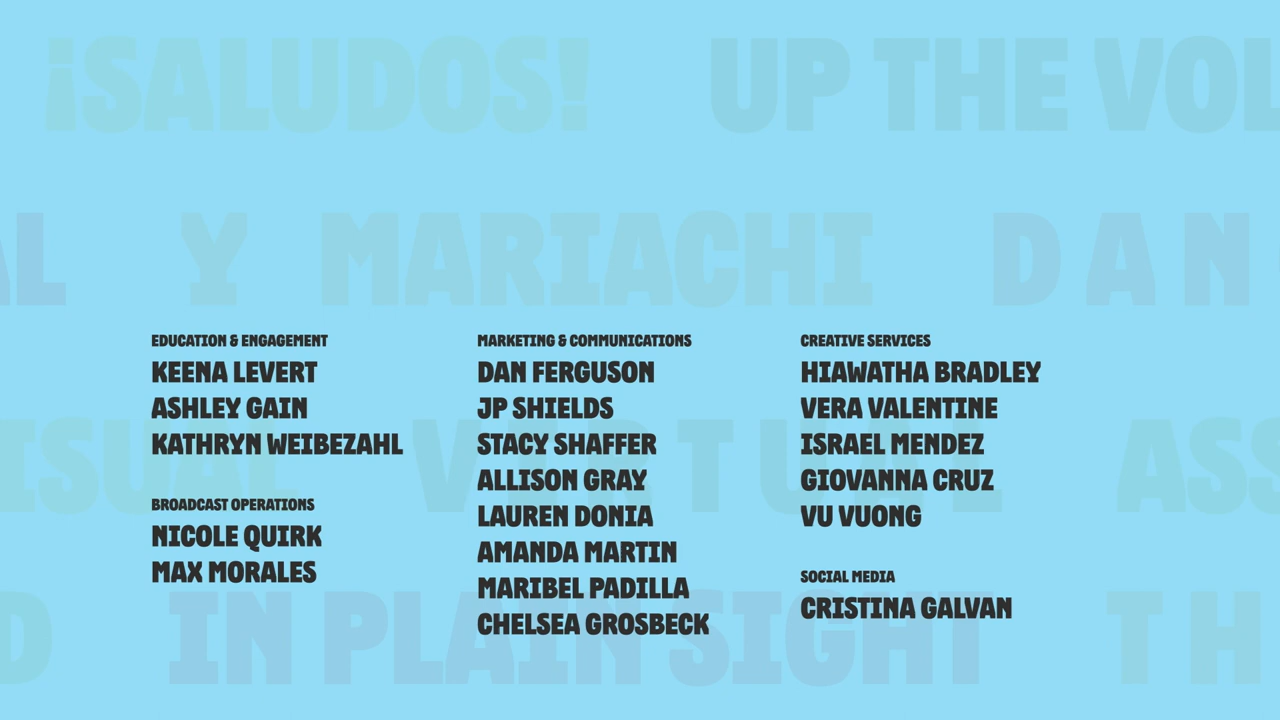 ¡SALUDOS! UP THE VOL
AL Y MARIACHI DAN
EDUCATION & ENGAGEMENT
KEENA LEVERT
ASHLEY GAIN
KATHRYN WEIBEZAHL
BROADCAST OPERATIONS
NICOLE QUIRK
MAX MORALES
MARKETING & COMMUNICATIONS
DAN FERGUSON
JP SHIELDS
STACY SHAFFER
ALLISON GRAY
LAUREN DONIA
AMANDA MARTIN
MARIBEL PADILLA
CHELSEA GROSBECK
CREATIVE SERVICES
HIAWATHA BRADLEY
VERA VALENTINE
ISRAEL MENDEZ
GIOVANNA CRUZ
VU VUONG
SOCIAL MEDIA
CRISTINA GALVAN
ISUAL VIRTUAL ASS
D IN PLAIN SIGHT TH